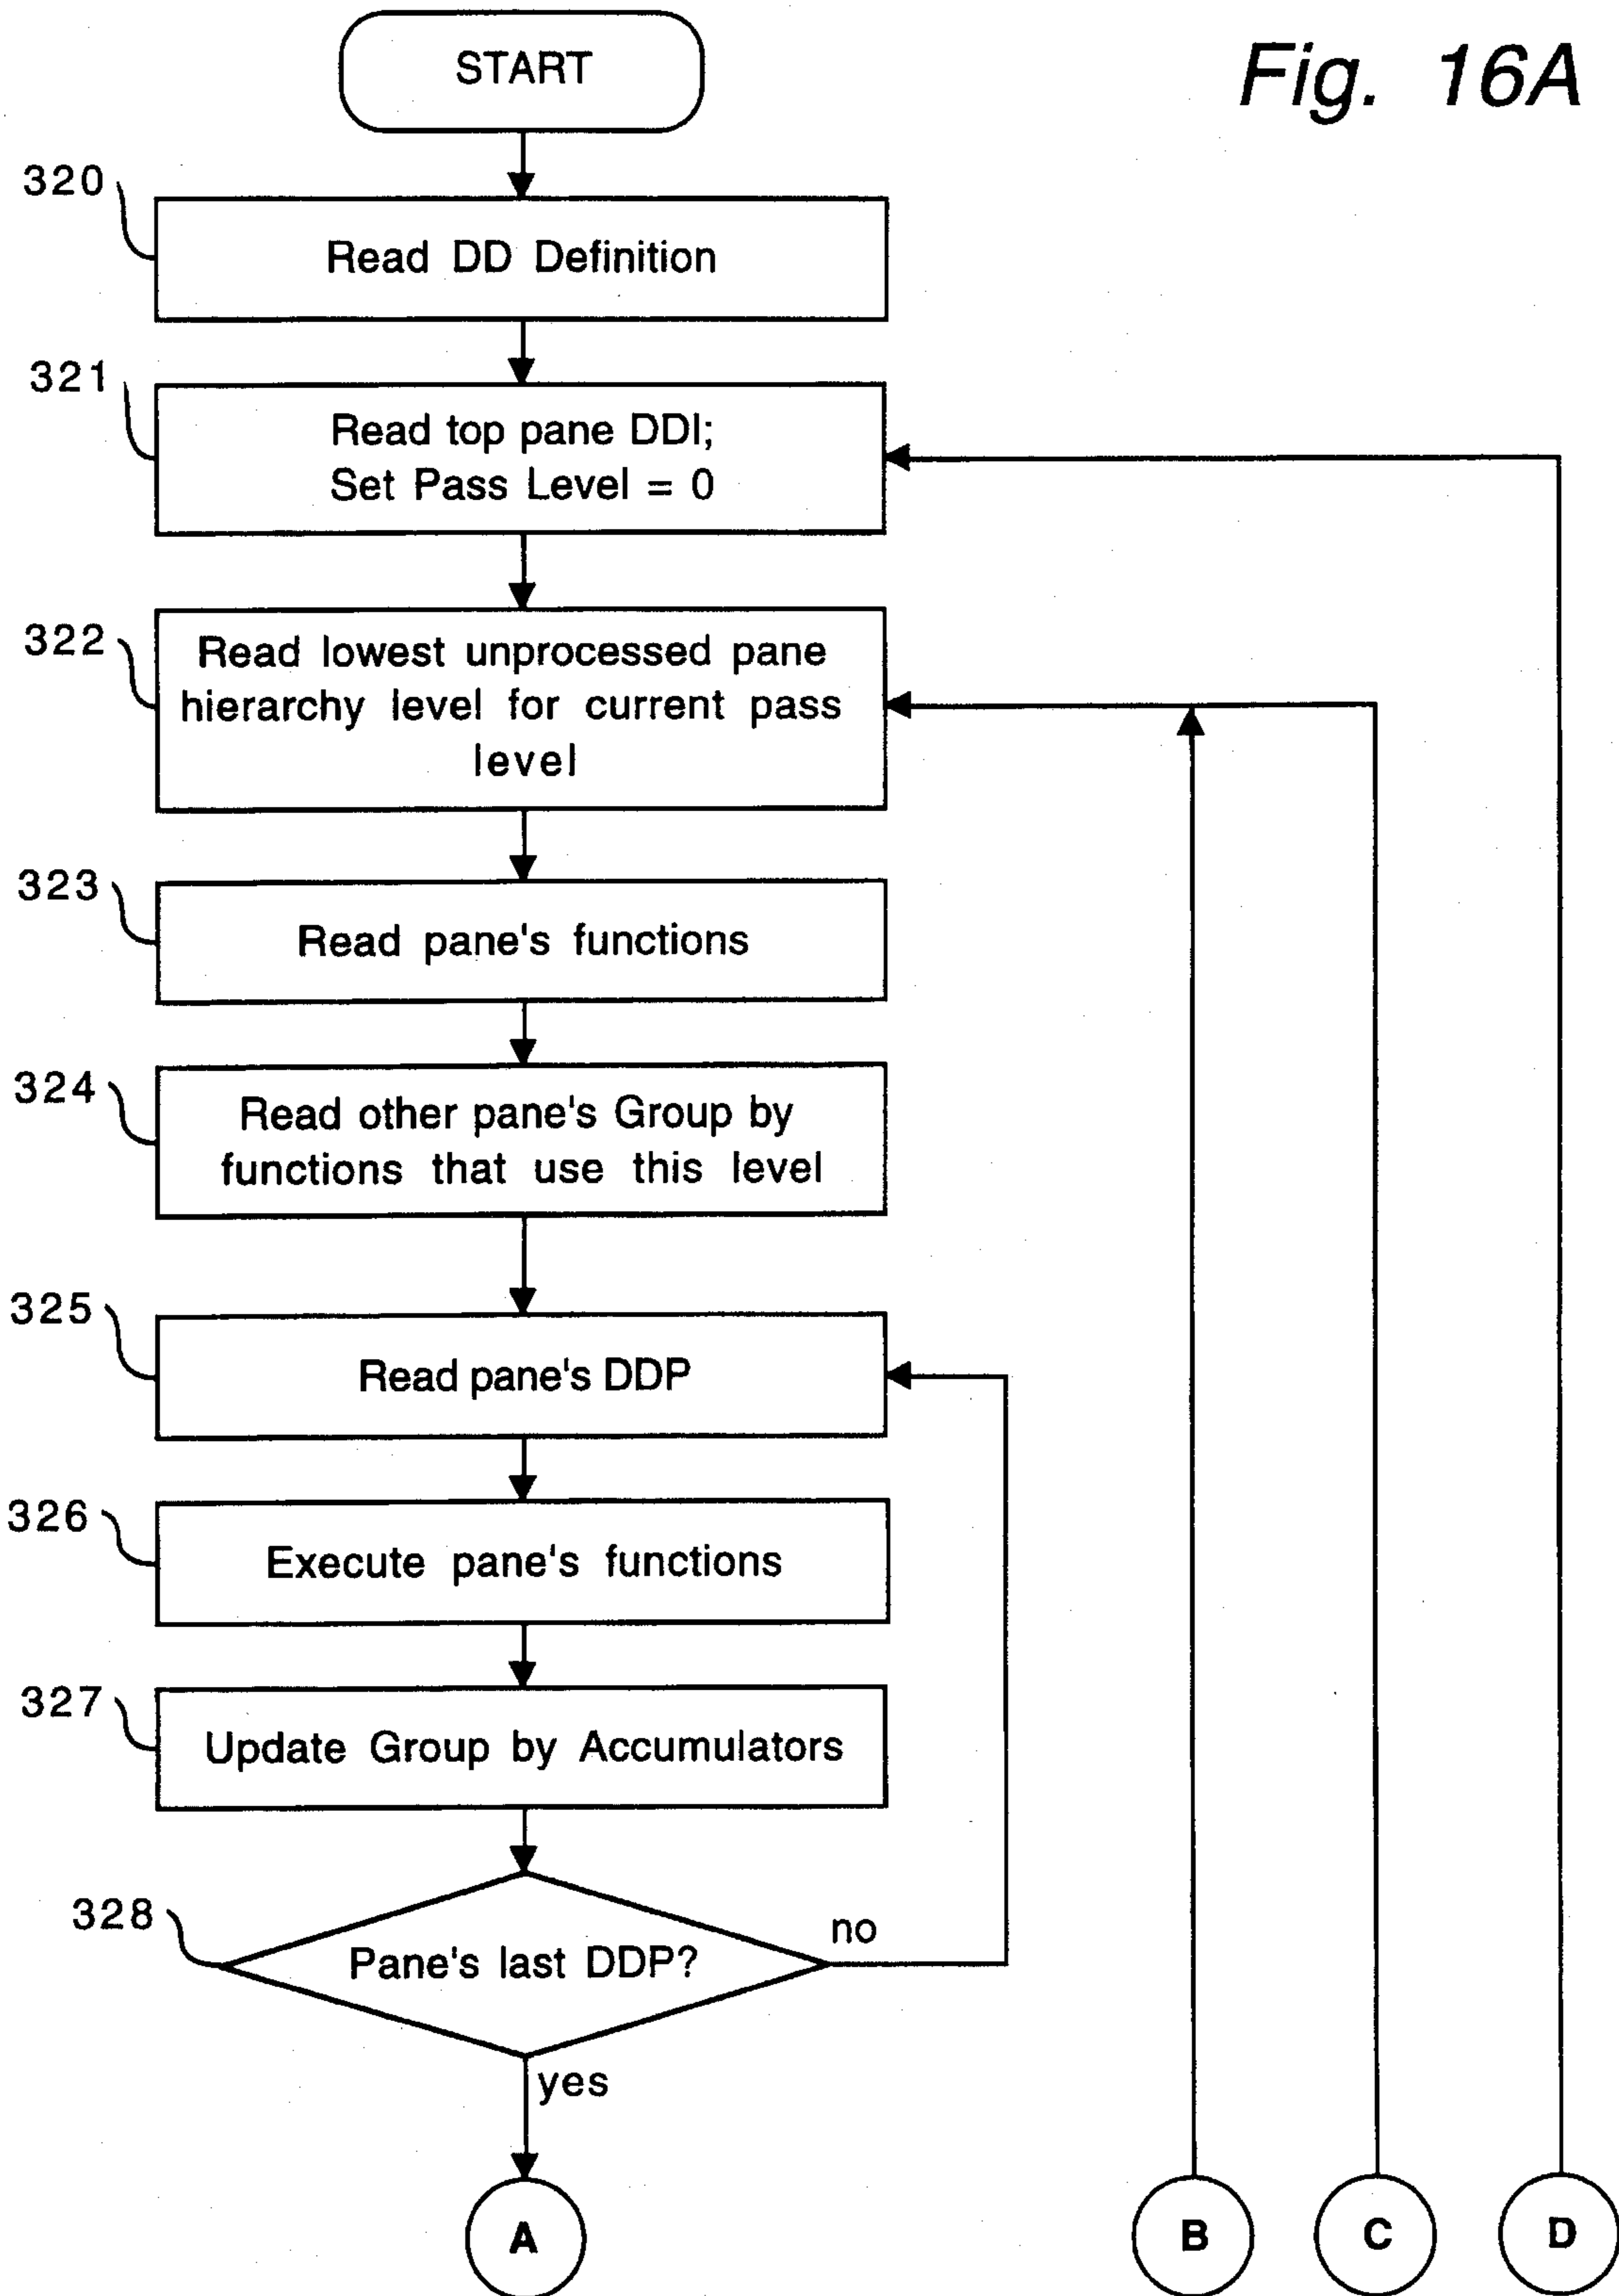 Fig. 16A
START
320
Read DD Definition
321
Read top pane DDI;
Set Pass Level = 0
322
Read lowest unprocessed pane
hierarchy level for current pass
level
323
Read pane's functions
324
Read other pane's Group by
functions that use this level
325
Read pane's DDP
326
Execute pane's functions
327
Update Group by Accumulators
328
Pane's last DDP?
no
yes
A
B
C
D